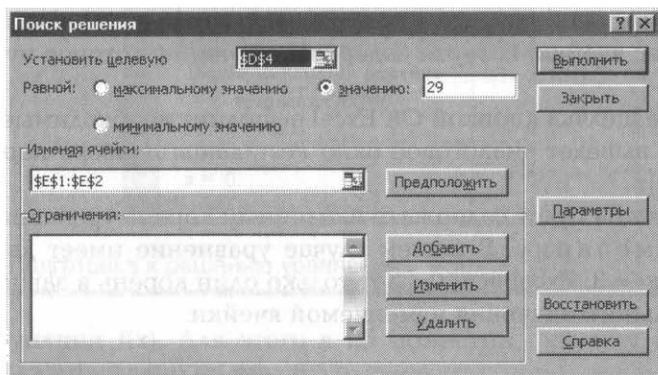 Поиск решения
Установить целевую $D$4 Выполнить
Равной: максимальному значению значению: 29 Закрыть
минимальному значению
Изменяя ячейки:
$E$1:$E$2 Предположить
Ограничения: Параметры
Добавить
Изменить
Удалить Восстановить
Справка